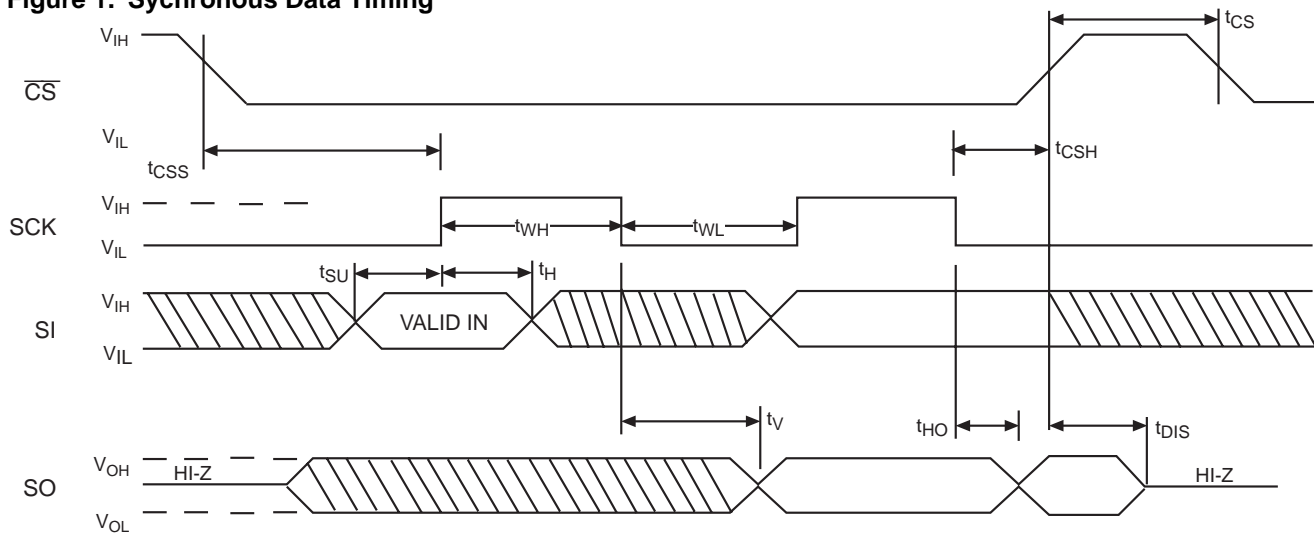 Figure 1. Sychronous Data Timing
tCS
VIH
CS
VIL
tCSS
tCSH
VIH
SCK
tWH
tWL
VIL
tSU
tH
VIH
SI
VALID IN
VIL
tV
tHO
tDIS
VOH
HI-Z
HI-Z
SO
VOL